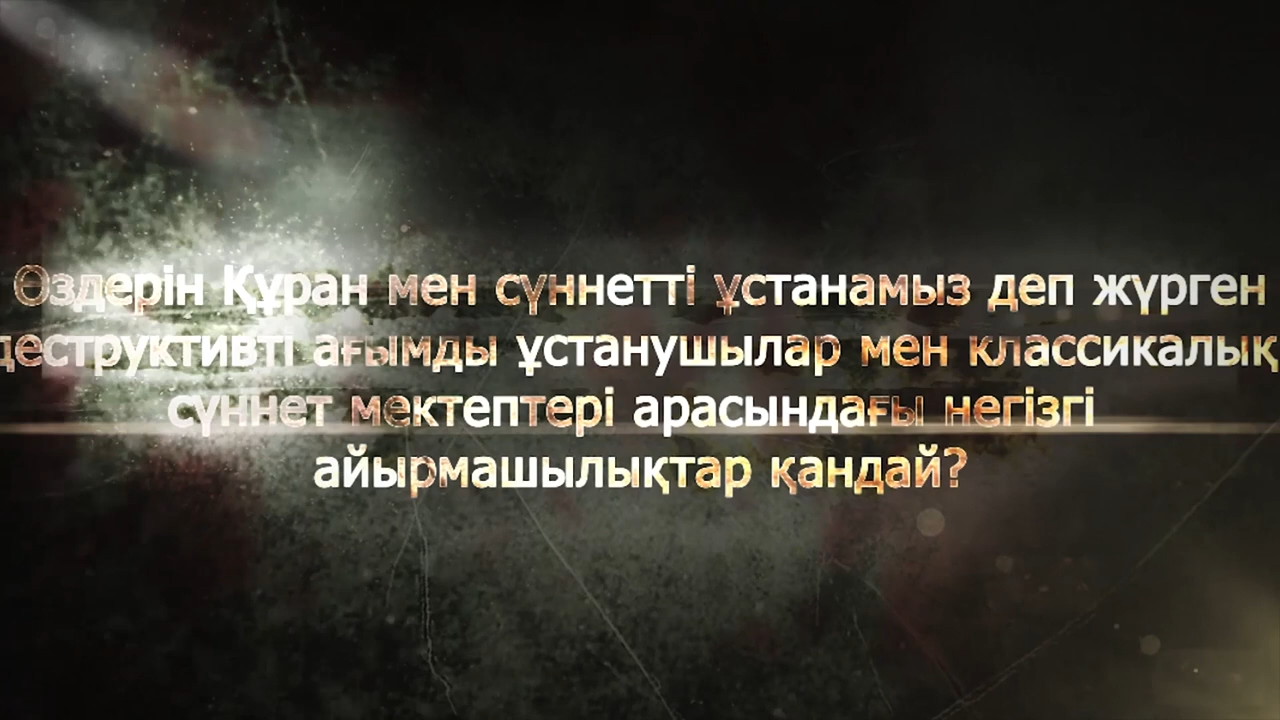 Өздерін Құран мен сүннетті ұстанамыз деп жүрген
деструктивті ағымды ұстанушылар мен классикалық
сүннет мектептері арасындағы негізгі
айырмашылықтар қандай?